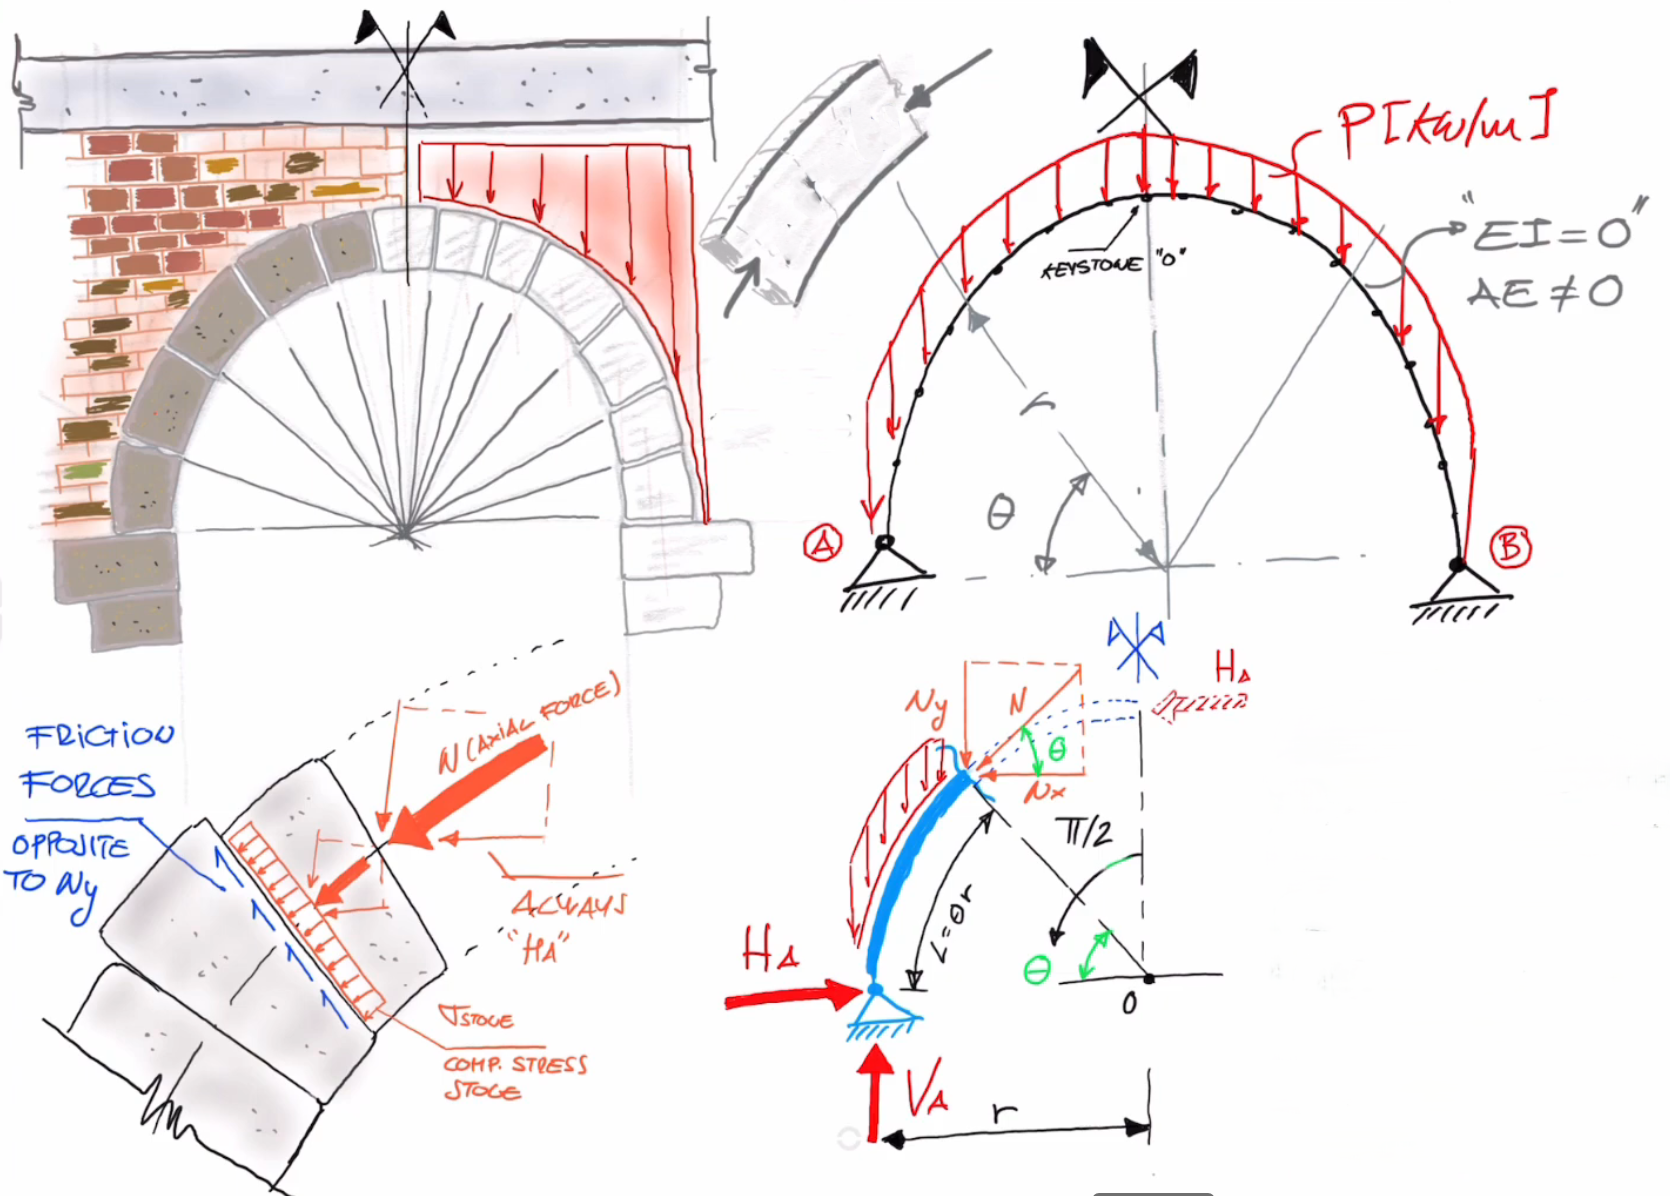 P[KN/m]
"EI=0"
AE≠0
KEYSTONE "0"
r
θ
A
B
FRICTION
FORCES
OPPOSITE
TO Ny
N (AXIAL FORCE)
ALWAYS
"HA"
σSTONE
COMP. STRESS
STONE
HA
Ny
N
θ
Nx
π/2
L=θr
HA
θ
O
VA
r